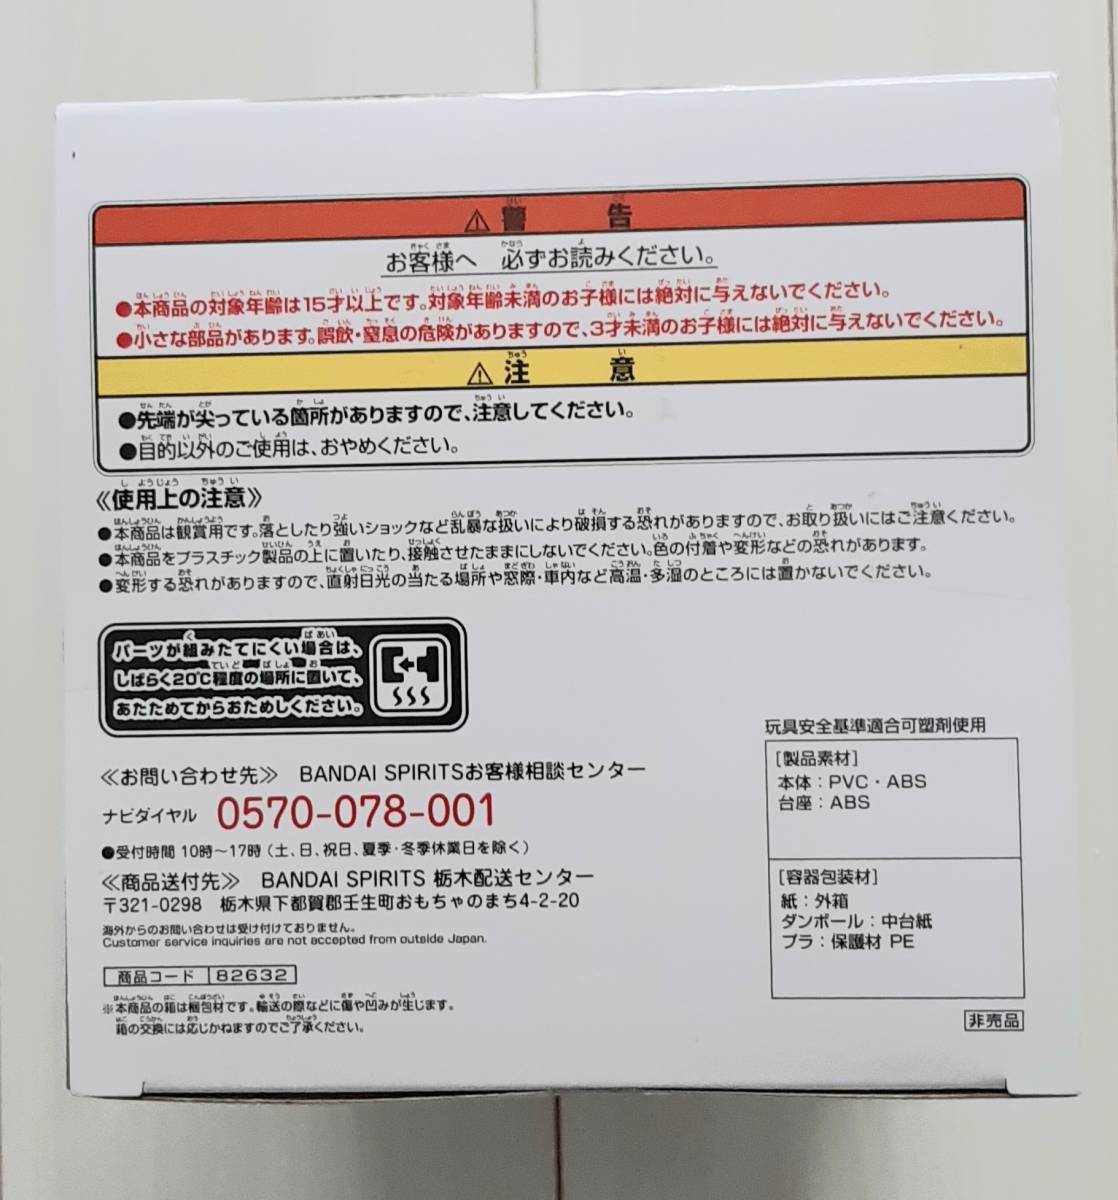 ⚠警告
お客様へ 必ずお読みください。
●本商品の対象年齢は15才以上です。対象年齢未満のお子様には絶対に与えないでください。
●小さな部品があります。誤飲・窒息の危険がありますので、3才未満のお子様には絶対に与えないでください。
⚠注意
●先端が尖っている箇所がありますので、注意してください。
●目的以外のご使用は、おやめください。
《使用上の注意》
●本商品は観賞用です。落としたり強いショックなど乱暴な扱いにより破損する恐れがありますので、お取り扱いにはご注意ください。
●本商品をプラスチック製品の上に置いたり、接触させたままにしないでください。色の付着や変形などの恐れがあります。
●変形する恐れがありますので、直射日光の当たる場所や窓際・車内など高温・多湿のところには置かないでください。
パーツが組みたてにくい場合は、
しばらく20℃程度の場所に置いて、
あたためてからおためしください。
≪お問い合わせ先≫ BANDAI SPIRITSお客様相談センター
ナビダイヤル 0570-078-001
●受付時間 10時〜17時（土、日、祝日、夏季・冬季休業日を除く）
≪商品送付先≫ BANDAI SPIRITS 栃木配送センター
〒321-0298 栃木県下都賀郡壬生町おもちゃのまち4-2-20
海外からのお問い合わせは受け付けておりません。
Customer service inquiries are not accepted from outside Japan.
商品コード 82632
※本商品の箱は梱包材です。輸送の際などに傷や凹みが生じます。
箱の交換には応じかねますのでご了承ください。
玩具安全基準適合可塑剤使用
［製品素材］
本体：PVC・ABS
台座：ABS
［容器包装材］
紙：外箱
ダンボール：中台紙
プラ：保護材 PE
非売品